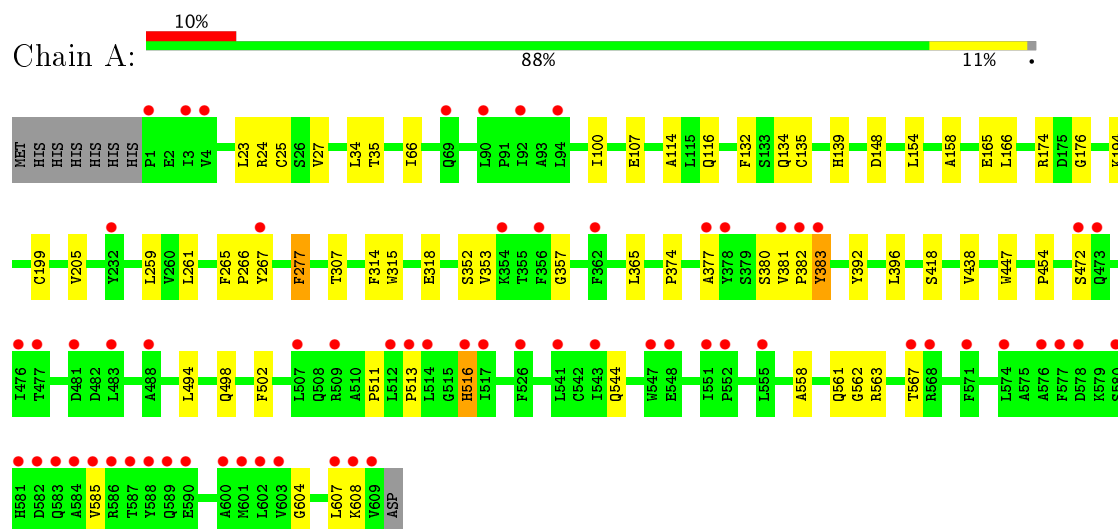 10%
Chain A:
88% 11% •
MET HIS HIS HIS HIS HIS HIS P1 E2 I3 V4 L23 R24 C25 S26 V27 L34 T35 I66 Q69 L90 P91 I92 A93 L94 I100 E107 A114 L115 Q116 F132 S133 Q134 C135 H139 D148 L154 A158 E165 L166 R174 D175 G176 K194
C199 V205 Y232 L259 V260 L261 F265 P266 Y267 F277 T307 F314 W315 E318 S352 V353 K354 T355 F356 G357 F362 L365 P374 A377 Y378 S379 S380 V381 P382 Y383 Y392 L396 S418 V438 W447 P454 S472 Q473
I476 T477 D481 D482 L483 A488 L494 Q498 F502 L507 Q508 R509 A510 P511 L512 P513 L514 G515 H516 I517 F526 L541 C542 I543 Q544 W547 E548 I551 P552 L555 A558 Q561 G562 R563 T567 R568 F571 L574 A575 A576 F577 D578 K579 S580
H581 D582 Q583 A584 V585 R586 T587 Y588 Q589 E590 A600 M601 L602 V603 G604 L607 K608 V609 ASP